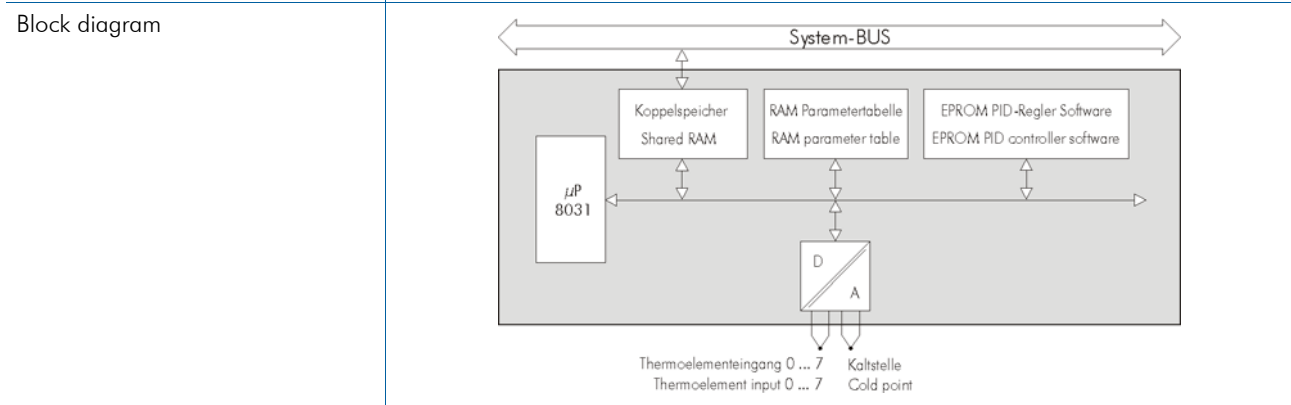 Block diagram
System-BUS
Koppelspeicher
Shared RAM
RAM Parametertabelle
RAM parameter table
EPROM PID-Regler Software
EPROM PID controller software
µP
8031
D
A
Thermoelementeingang 0 ... 7
Thermoelement input 0 ... 7
Kaltstelle
Cold point